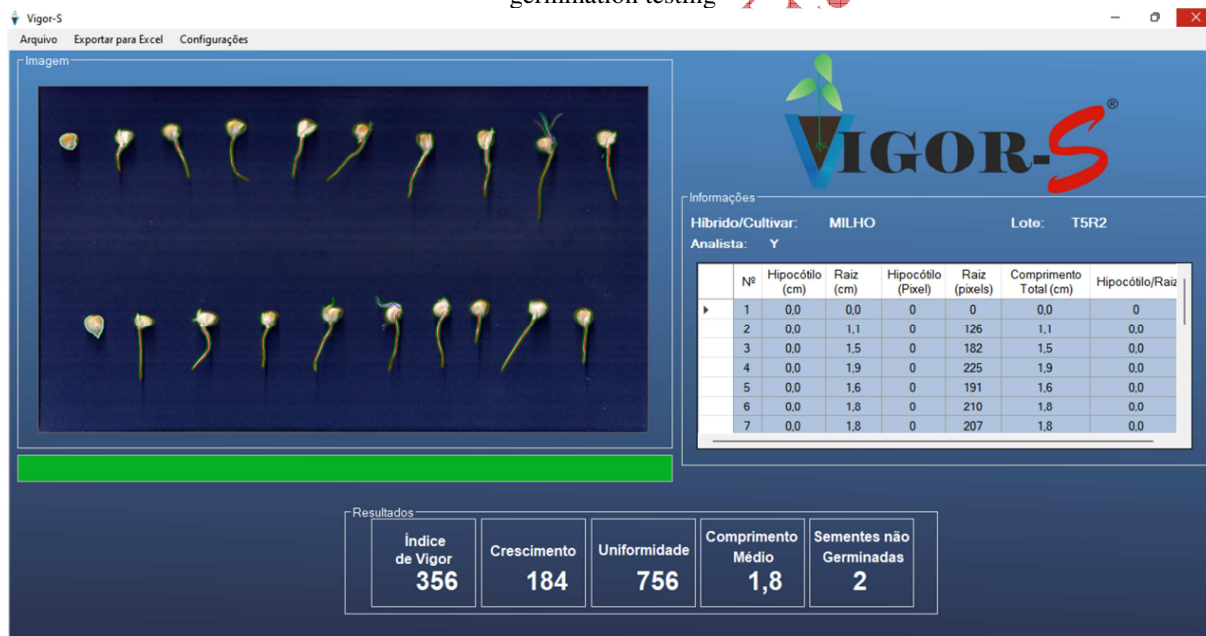 germination testing
Vigor-S
Arquivo Exportar para Excel Configurações
Imagem
VIGOR-S®
Informações
Híbrido/Cultivar: MILHO Lote: T5R2
Analista: Y
Nº Hipocótilo (cm) Raiz (cm) Hipocótilo (Pixel) Raiz (pixels) Comprimento Total (cm) Hipocótilo/Raiz
1 0,0 0,0 0 0 0,0 0
2 0,0 1,1 0 126 1,1 0,0
3 0,0 1,5 0 182 1,5 0,0
4 0,0 1,9 0 225 1,9 0,0
5 0,0 1,6 0 191 1,6 0,0
6 0,0 1,8 0 210 1,8 0,0
7 0,0 1,8 0 207 1,8 0,0
Resultados
Índice de Vigor
356
Crescimento
184
Uniformidade
756
Comprimento Médio
1,8
Sementes não Germinadas
2